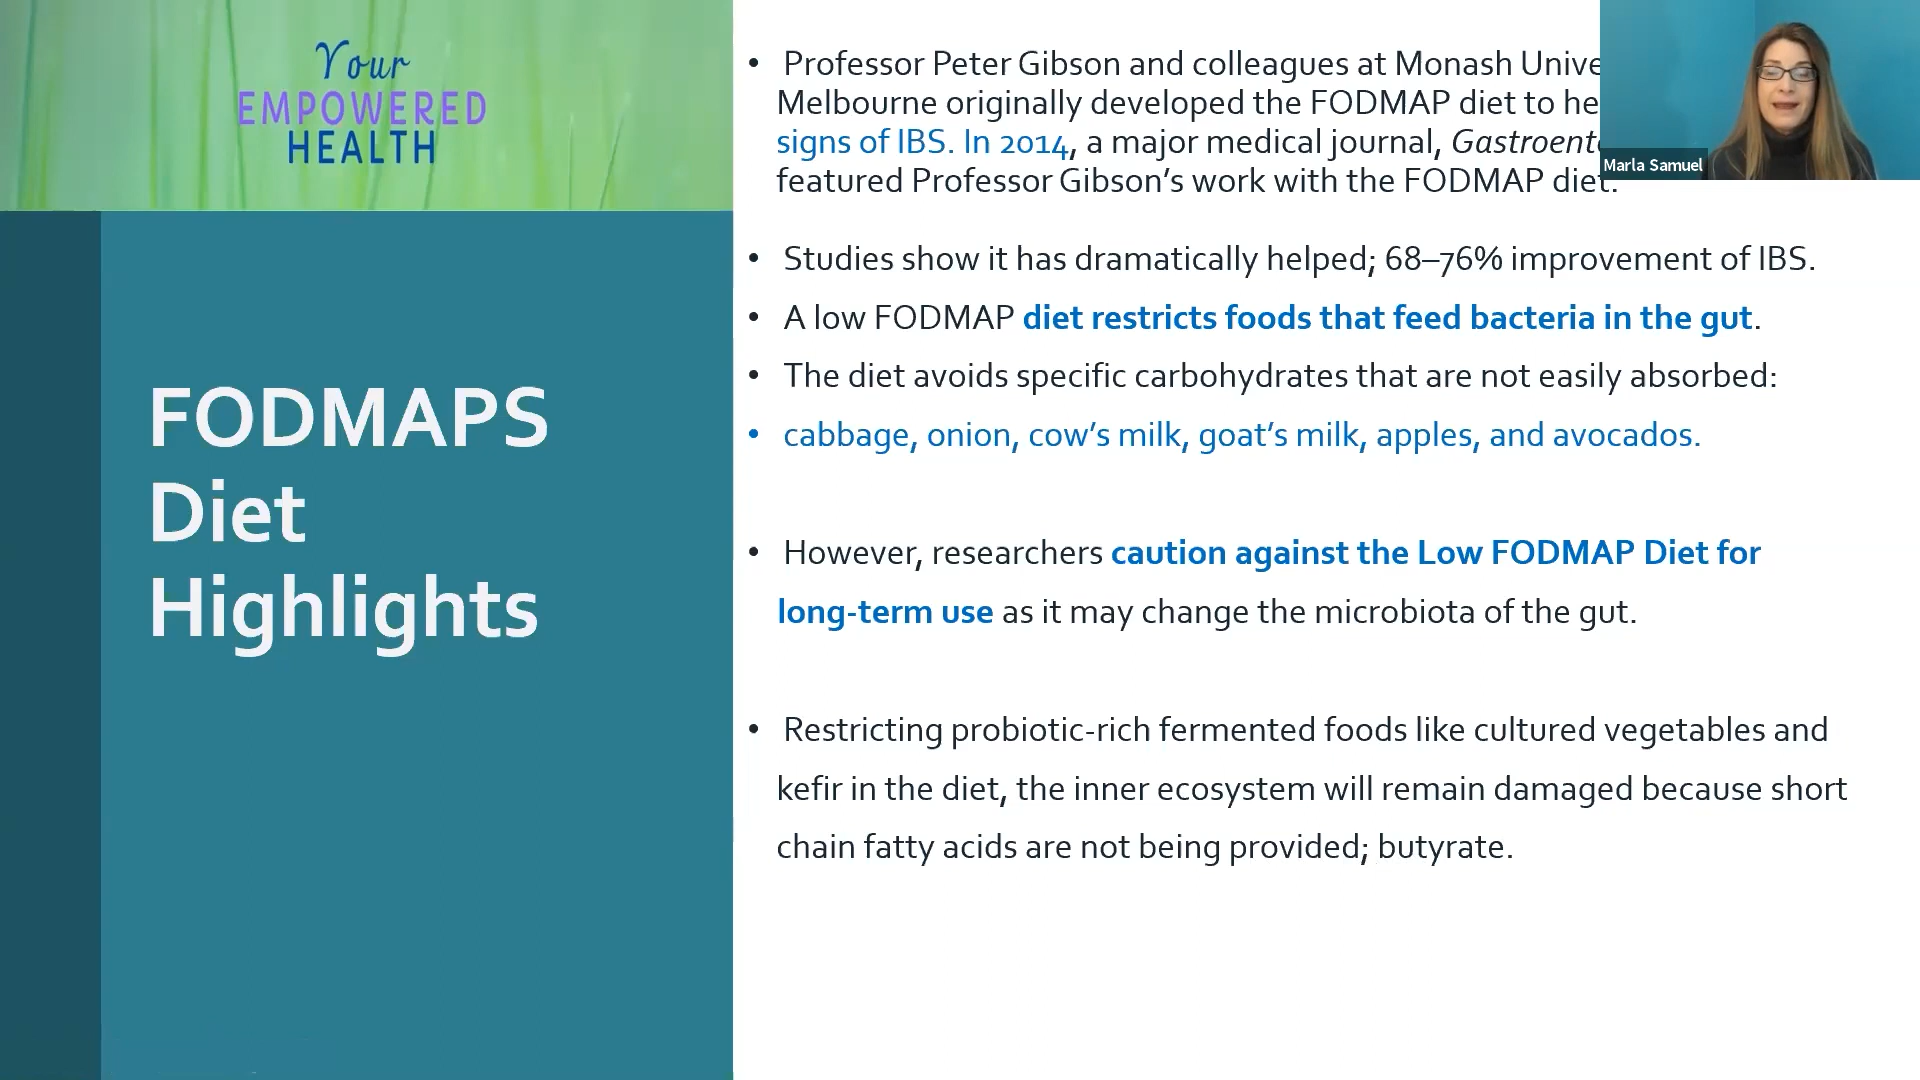 Your
EMPOWERED
HEALTH
FODMAPS
Diet
Highlights
• Professor Peter Gibson and colleagues at Monash
Melbourne originally developed the FODMAP diet to
signs of IBS. In 2014, a major medical journal,
featured Professor Gibson’s work with the FODMAP diet.
• Studies show it has dramatically helped; 68–76% improvement of IBS.
• A low FODMAP diet restricts foods that feed bacteria in the gut.
• The diet avoids specific carbohydrates that are not easily absorbed:
• cabbage, onion, cow’s milk, goat’s milk, apples, and avocados.
• However, researchers caution against the Low FODMAP Diet for
long-term use as it may change the microbiota of the gut.
• Restricting probiotic-rich fermented foods like cultured vegetables and
kefir in the diet, the inner ecosystem will remain damaged because short
chain fatty acids are not being provided; butyrate.
Marla Samuel